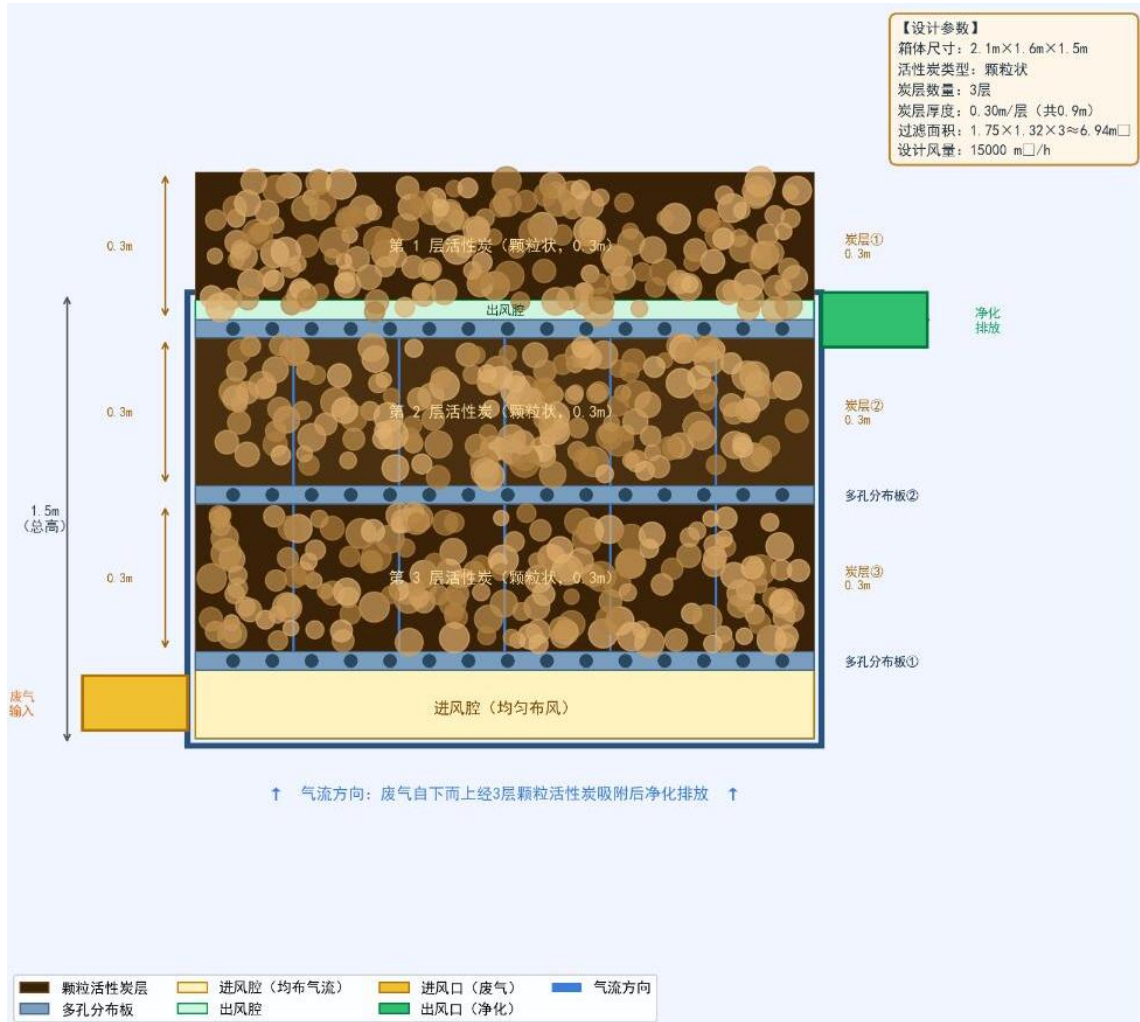 【设计参数】
箱体尺寸: 2.1m×1.6m×1.5m
活性炭类型: 颗粒状
炭层数量: 3层
炭层厚度: 0.30m/层 (共0.9m)
过滤面积: 1.75×1.32×3≈6.94m□
设计风量: 15000 m□/h
0.3m
第 1 层活性炭 (颗粒状, 0.3m)
炭层①
0.3m
出风腔
净化
排放
0.3m
第 2 层活性炭 (颗粒状, 0.3m)
炭层②
0.3m
多孔分布板②
1.5m
(总高)
0.3m
第 3 层活性炭 (颗粒状, 0.3m)
炭层③
0.3m
多孔分布板①
废气
输入
进风腔 (均匀布风)
↑ 气流方向: 废气自下而上经3层颗粒活性炭吸附后净化排放 ↑
颗粒活性炭层
进风腔 (均布气流)
进风口 (废气)
气流方向
多孔分布板
出风腔
出风口 (净化)